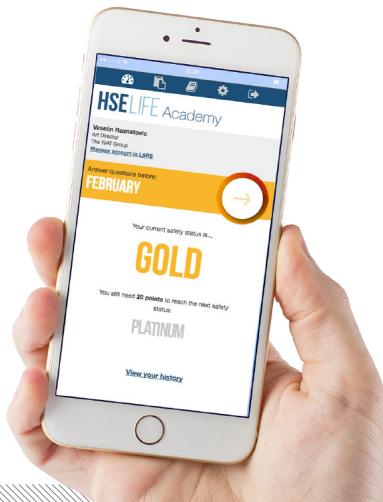 HSELIFE Academy
Veselin Raznatovic
Art Director
The WAT Group
Manage account in LARS
Answer questions before:
FEBRUARY
Your current safety status is...
GOLD
You still need 20 points to reach the next safety
status:
PLATINUM
View your history